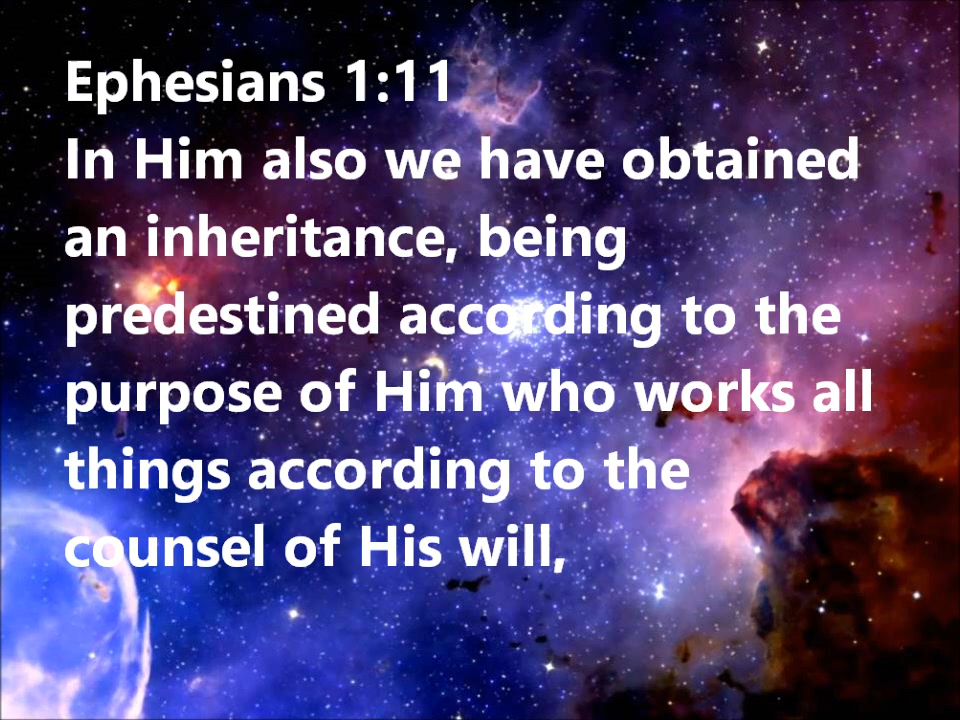 Ephesians 1:11
In Him also we have obtained
an inheritance, being
predestined according to the
purpose of Him who works all
things according to the
counsel of His will,